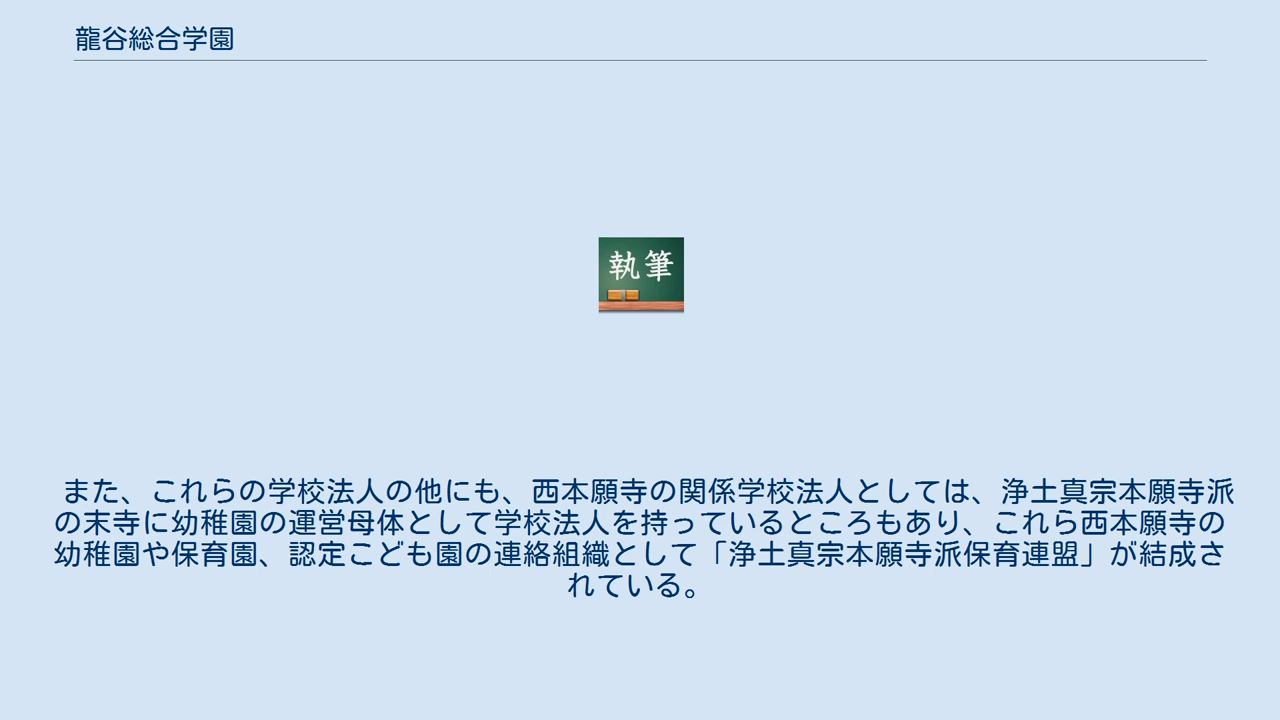 龍谷総合学園
執筆
また、これらの学校法人の他にも、西本願寺の関係学校法人としては、浄土真宗本願寺派
の末寺に幼稚園の運営母体として学校法人を持っているところもあり、これら西本願寺の
幼稚園や保育園、認定こども園の連絡組織として「浄土真宗本願寺派保育連盟」が結成さ
れている。